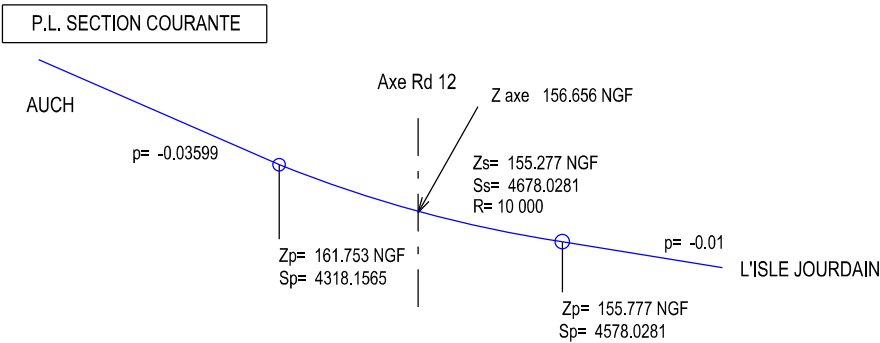 P.L. SECTION COURANTE
AUCH
Axe Rd 12
Z axe 156.656 NGF
p= -0.03599
Zs= 155.277 NGF
Ss= 4678.0281
R= 10 000
Zp= 161.753 NGF
Sp= 4318.1565
p= -0.01
L'ISLE JOURDAIN
Zp= 155.777 NGF
Sp= 4578.0281